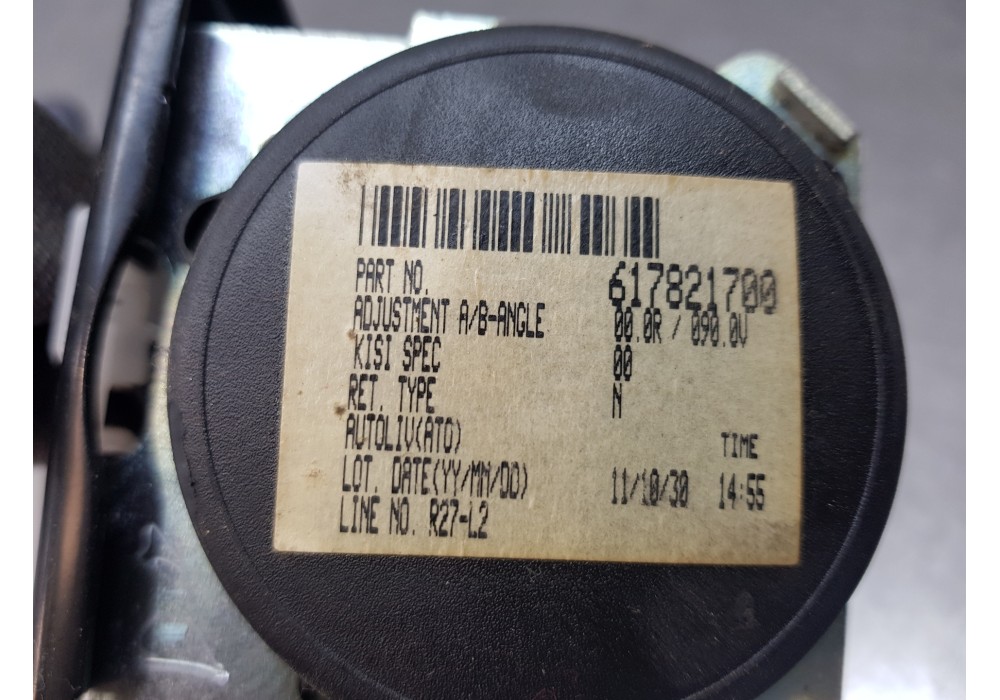 PART NO. 617821700
ADJUSTMENT A/B-ANGLE 00.0R / 090.0V
KISI SPEC 00
RET. TYPE N
AUTOLIV(ATO) TIME
LOT. DATE(YY/MM/DD) 11/10/30 14:55
LINE NO. R27-L2